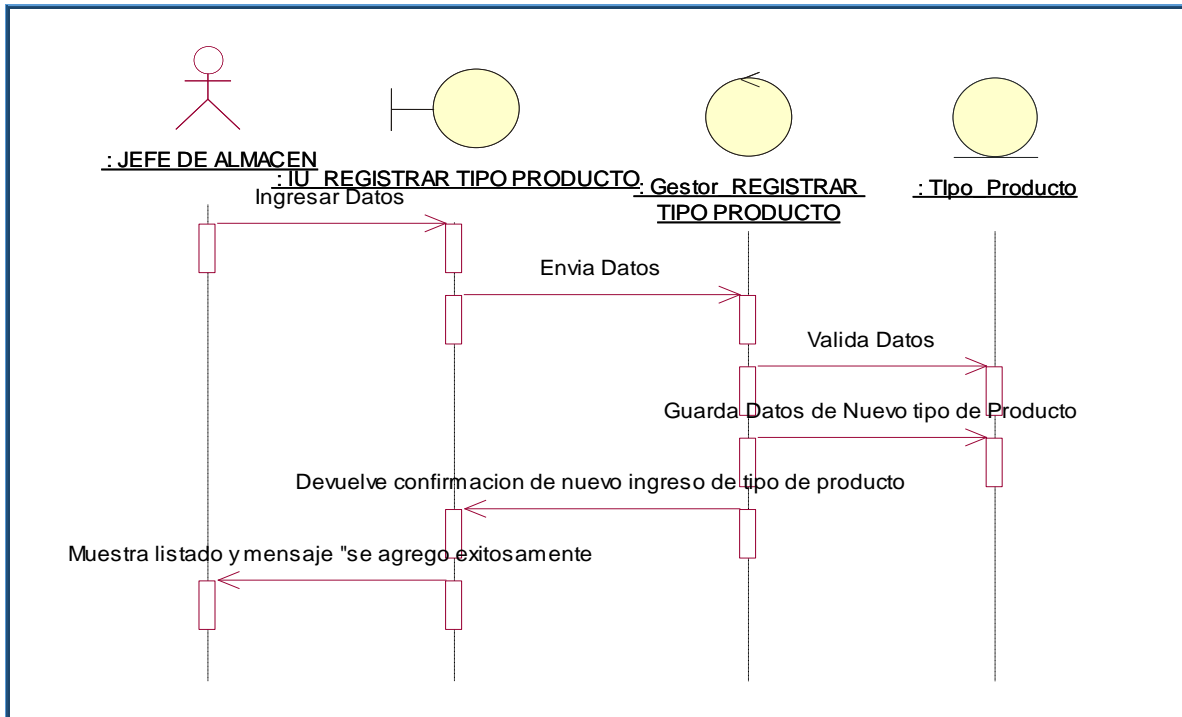 : JEFE DE ALMACEN
: IU_REGISTRAR TIPO PRODUCTO
: Gestor_REGISTRAR
TIPO PRODUCTO
: TIpo_Producto
Ingresar Datos
Envia Datos
Valida Datos
Guarda Datos de Nuevo tipo de Producto
Devuelve confirmacion de nuevo ingreso de tipo de producto
Muestra listado y mensaje "se agrego exitosamente